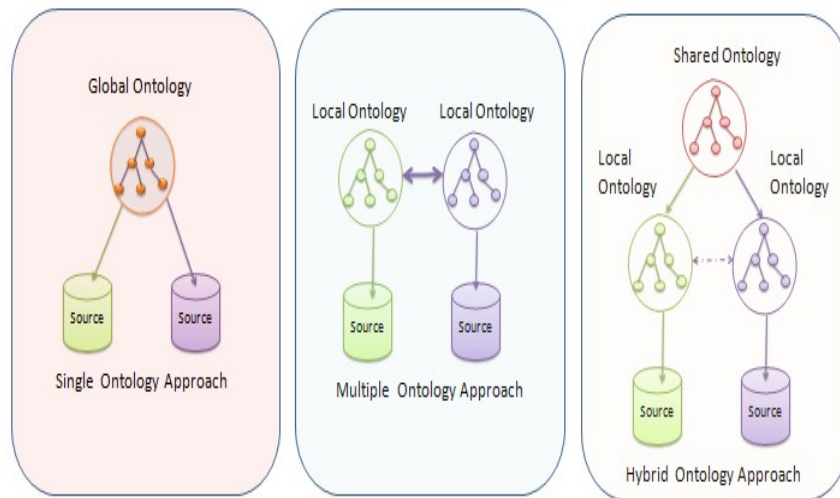 Global Ontology
Source
Source
Single Ontology Approach
Local Ontology
Local Ontology
Source
Source
Multiple Ontology Approach
Shared Ontology
Local
Ontology
Local
Ontology
Source
Source
Hybrid Ontology Approach